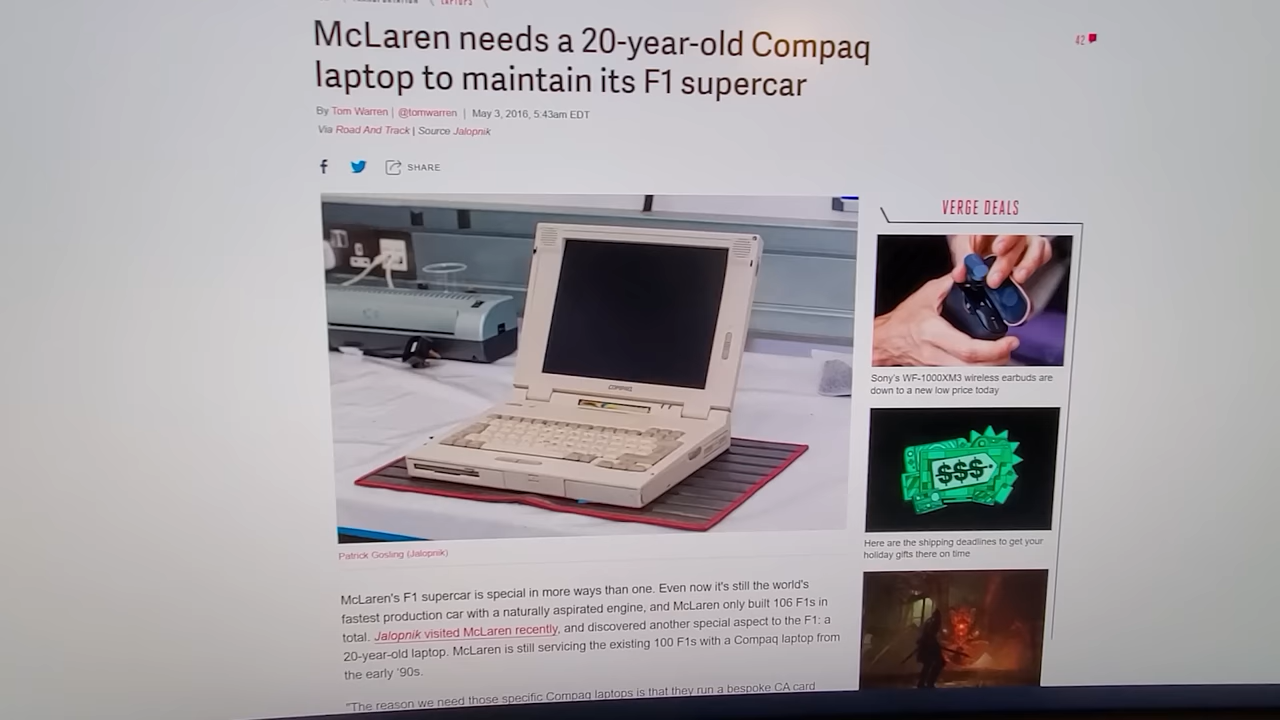 LAPTOPS
McLaren needs a 20-year-old Compaq
laptop to maintain its F1 supercar
42
By Tom Warren | @tomwarren | May 3, 2016, 5:43am EDT
Via Road And Track | Source Jalopnik
SHARE
VERGE DEALS
COMPAQ
Sony's WF-1000XM3 wireless earbuds are
down to a new low price today
$$$
Here are the shipping deadlines to get your
holiday gifts there on time
Patrick Gosling (Jalopnik)
McLaren's F1 supercar is special in more ways than one. Even now it's still the world's
fastest production car with a naturally aspirated engine, and McLaren only built 106 F1s in
total. Jalopnik visited McLaren recently, and discovered another special aspect to the F1: a
20-year-old laptop. McLaren is still servicing the existing 100 F1s with a Compaq laptop from
the early '90s.
"The reason we need those specific Compaq laptops is that they run a bespoke CA card